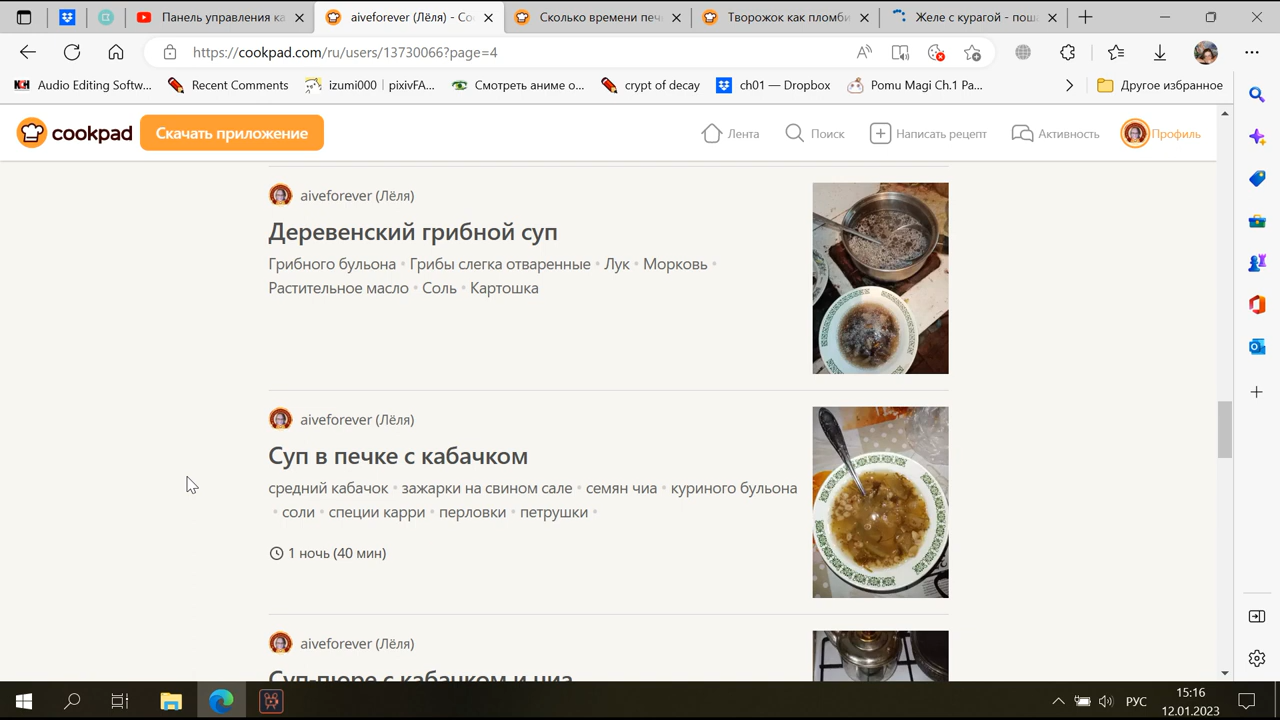 Панель управления ка
aiveforever (Лёля) - Co
Сколько времени печ
Творожок как пломби
Желе с курагой - пош
https://cookpad.com/ru/users/13730066?page=4
Audio Editing Softw...
Recent Comments
izumi000 | pixivFA...
Смотреть аниме о...
crypt of decay
ch01 — Dropbox
Pomu Magi Ch.1 Pa...
Другое избранное
cookpad
Скачать приложение
Лента
Поиск
Написать рецепт
Активность
Профиль
aiveforever (Лёля)
Деревенский грибной суп
Грибного бульона • Грибы слегка отваренные • Лук • Морковь •
Растительное масло • Соль • Картошка
aiveforever (Лёля)
Суп в печке с кабачком
средний кабачок • зажарки на свином сале • семян чиа • куриного бульона
• соли • специи карри • перловки • петрушки •
1 ночь (40 мин)
aiveforever (Лёля)
Суп-пюре с кабачком и чиа
РУС
15:16
12.01.2023